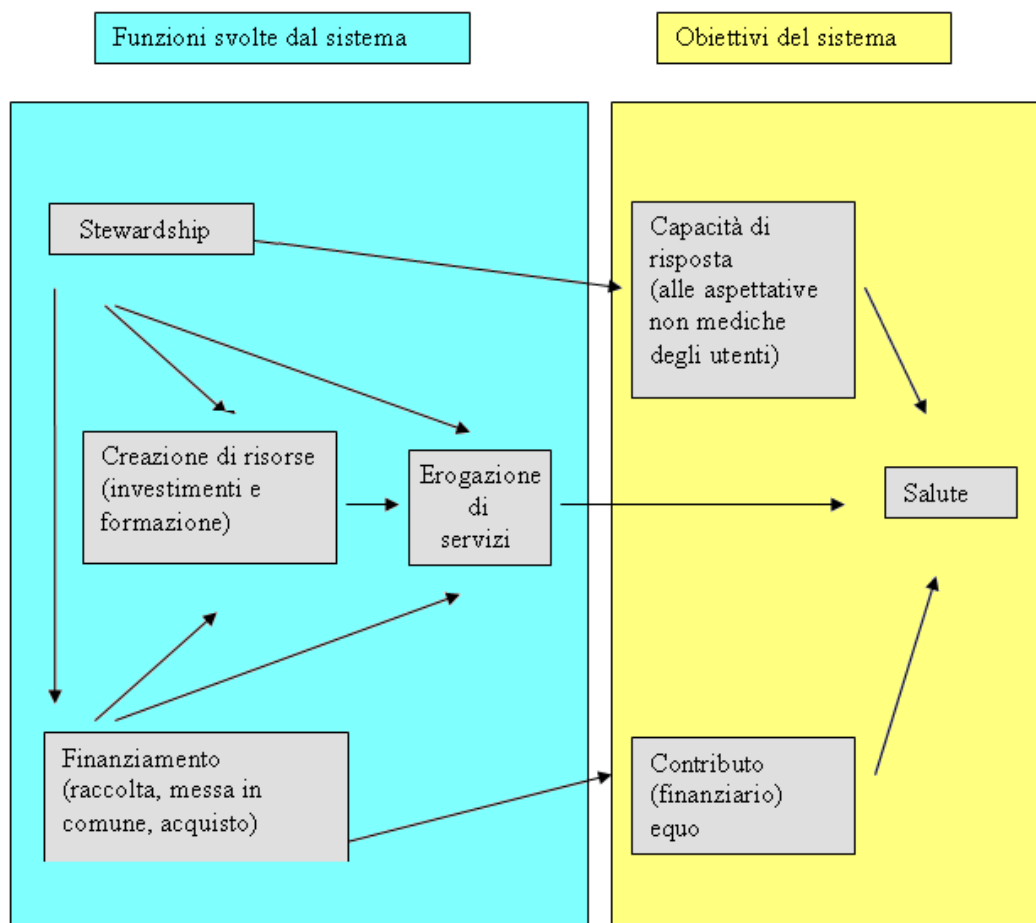 Funzioni svolte dal sistema
Obiettivi del sistema
Stewardship
Capacità di
risposta
(alle aspettative
non mediche
degli utenti)
Creazione di risorse
(investimenti e
formazione)
Erogazione
di
servizi
Salute
Finanziamento
(raccolta, messa in
comune, acquisto)
Contributo
(finanziario)
equo